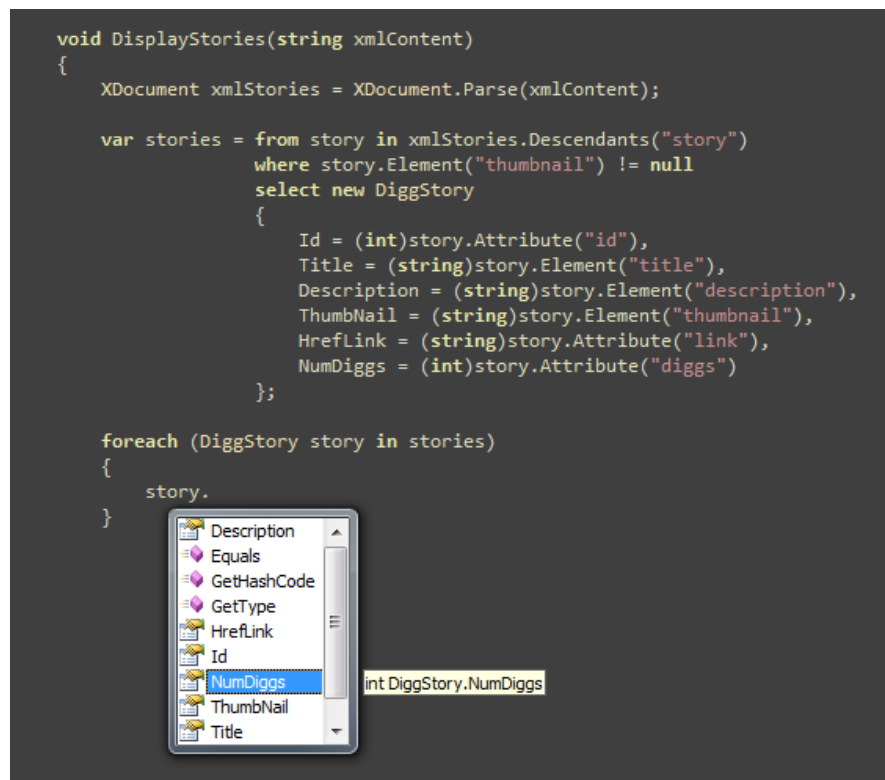 void DisplayStories(string xmlContent)
{
XDocument xmlStories = XDocument.Parse(xmlContent);
var stories = from story in xmlStories.Descendants("story")
where story.Element("thumbnail") != null
select new DiggStory
{
Id = (int)story.Attribute("id"),
Title = (string)story.Element("title"),
Description = (string)story.Element("description"),
ThumbNail = (string)story.Element("thumbnail"),
HrefLink = (string)story.Attribute("link"),
NumDiggs = (int)story.Attribute("diggs")
};
foreach (DiggStory story in stories)
{
story.
}
Description
Equals
GetHashCode
GetType
HrefLink
Id
NumDiggs
int DiggStory.NumDiggs
ThumbNail
Title